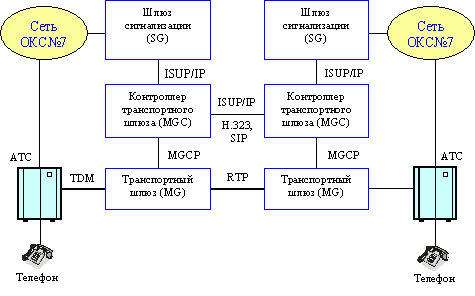 Сеть
ОКС№7
Шлюз
сигнализации
(SG)
Шлюз
сигнализации
(SG)
Сеть
ОКС№7
ISUP/IP
ISUP/IP
Контроллер
транспортного
шлюза (MGC)
ISUP/IP
H.323,
SIP
Контроллер
транспортного
шлюза (MGC)
MGCP
MGCP
АТС
АТС
TDM
Транспортный
шлюз (MG)
RTP
Транспортный
шлюз (MG)
Телефон
Телефон